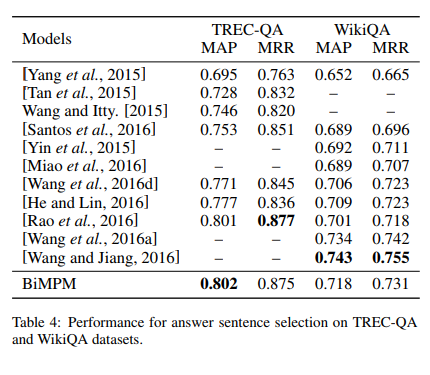 Models TREC-QA WikiQA
MAP MRR MAP MRR
[Yang et al., 2015] 0.695 0.763 0.652 0.665
[Tan et al., 2015] 0.728 0.832 – –
Wang and Itty. [2015] 0.746 0.820 – –
[Santos et al., 2016] 0.753 0.851 0.689 0.696
[Yin et al., 2015] – – 0.692 0.711
[Miao et al., 2016] – – 0.689 0.707
[Wang et al., 2016d] 0.771 0.845 0.706 0.723
[He and Lin, 2016] 0.777 0.836 0.709 0.723
[Rao et al., 2016] 0.801 0.877 0.701 0.718
[Wang et al., 2016a] – – 0.734 0.742
[Wang and Jiang, 2016] – – 0.743 0.755
BiMPM 0.802 0.875 0.718 0.731
Table 4: Performance for answer sentence selection on TREC-QA
and WikiQA datasets.